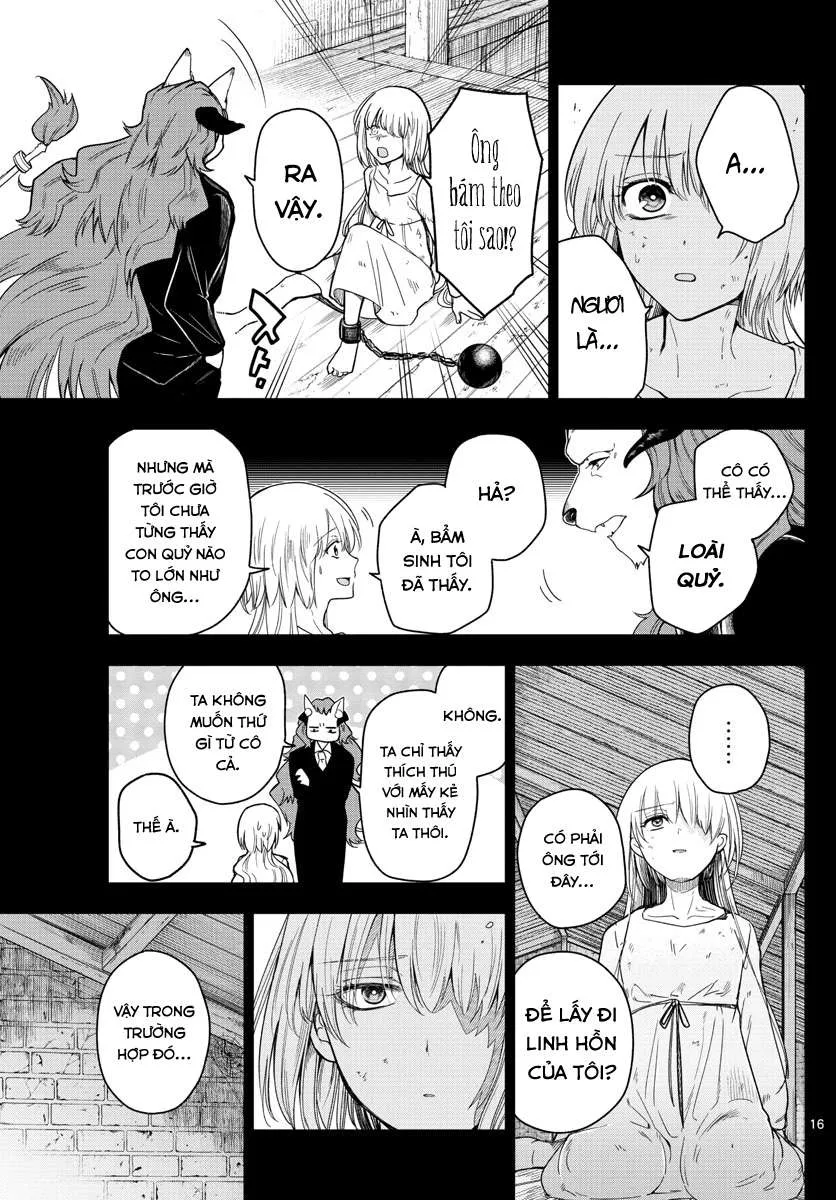 A...
NGƯƠI
LÀ...
Ông
bám theo
tôi sao!?
RA
VẬY.
CÔ CÓ
THỂ THẤY...
LOÀI
QUỶ.
HẢ?
À, BẨM
SINH TÔI
ĐÃ THẤY.
NHƯNG MÀ
TRƯỚC GIỜ
TÔI CHƯA
TỪNG THẤY
CON QUỶ NÀO
TO LỚN NHƯ
ÔNG...
......
CÓ PHẢI
ÔNG TỚI
ĐÂY...
ĐỂ LẤY ĐI
LINH HỒN
CỦA TÔI?
KHÔNG.
TA CHỈ THẤY
THÍCH THÚ
VỚI MẤY KẺ
NHÌN THẤY
TA THÔI.
TA KHÔNG
MUỐN THỨ
GÌ TỪ CÔ
CẢ.
THẾ À.
VẬY TRONG
TRƯỜNG
HỢP ĐÓ...
16